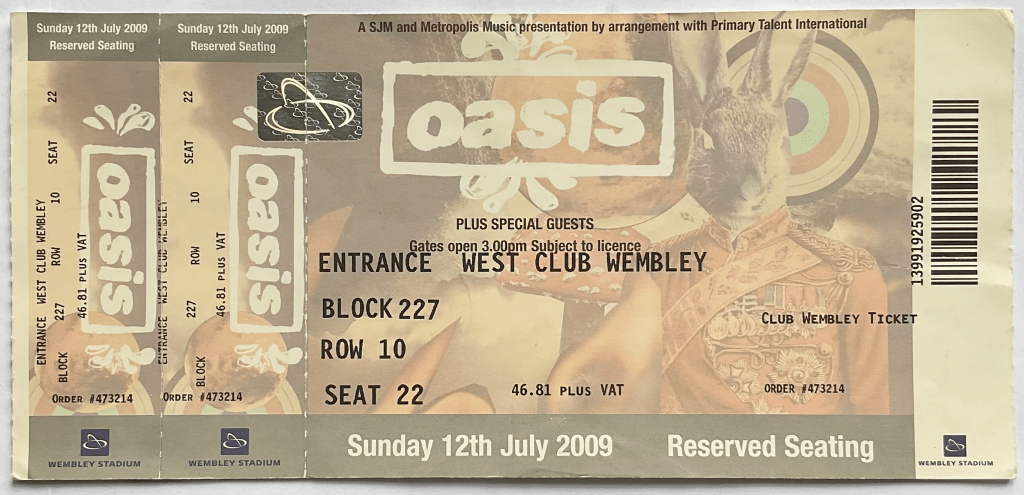 Sunday 12th July 2009
Reserved Seating
ENTRANCE WEST CLUB WEMBLEY
BLOCK 227 ROW 10 SEAT 22
46.81 PLUS VAT
oasis
ORDER #473214
WEMBLEY STADIUM
Sunday 12th July 2009
Reserved Seating
ENTRANCE WEST CLUB WEMBLEY
BLOCK 227 ROW 10 SEAT 22
46.81 PLUS VAT
oasis
ORDER #473214
WEMBLEY STADIUM
A SJM and Metropolis Music presentation by arrangement with Primary Talent International
oasis
PLUS SPECIAL GUESTS
Gates open 3.00pm Subject to licence
ENTRANCE WEST CLUB WEMBLEY
BLOCK 227
CLUB WEMBLEY TICKET
ROW 10
SEAT 22
46.81 PLUS VAT
ORDER #473214
Sunday 12th July 2009 Reserved Seating
13991925902
WEMBLEY STADIUM